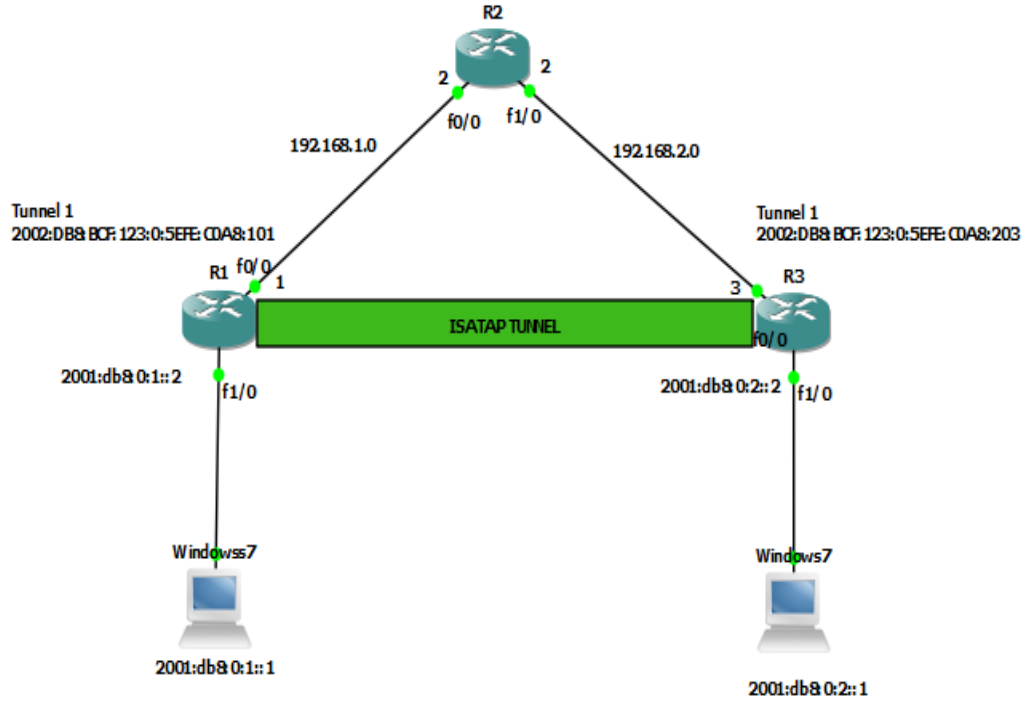 R2
2
2
f0/0
f1/0
192.168.1.0
192.168.2.0
Tunnel 1
2002:DB8:BCF:123:0:5EFE:C0A8:101
Tunnel 1
2002:DB8:BCF:123:0:5EFE:C0A8:203
R1
f0/0
1
3
R3
ISATAP TUNNEL
f0/0
2001:db8:0:1::2
f1/0
2001:db8:0:2::2
f1/0
Windowss7
Windows7
2001:db8:0:1::1
2001:db8:0:2::1